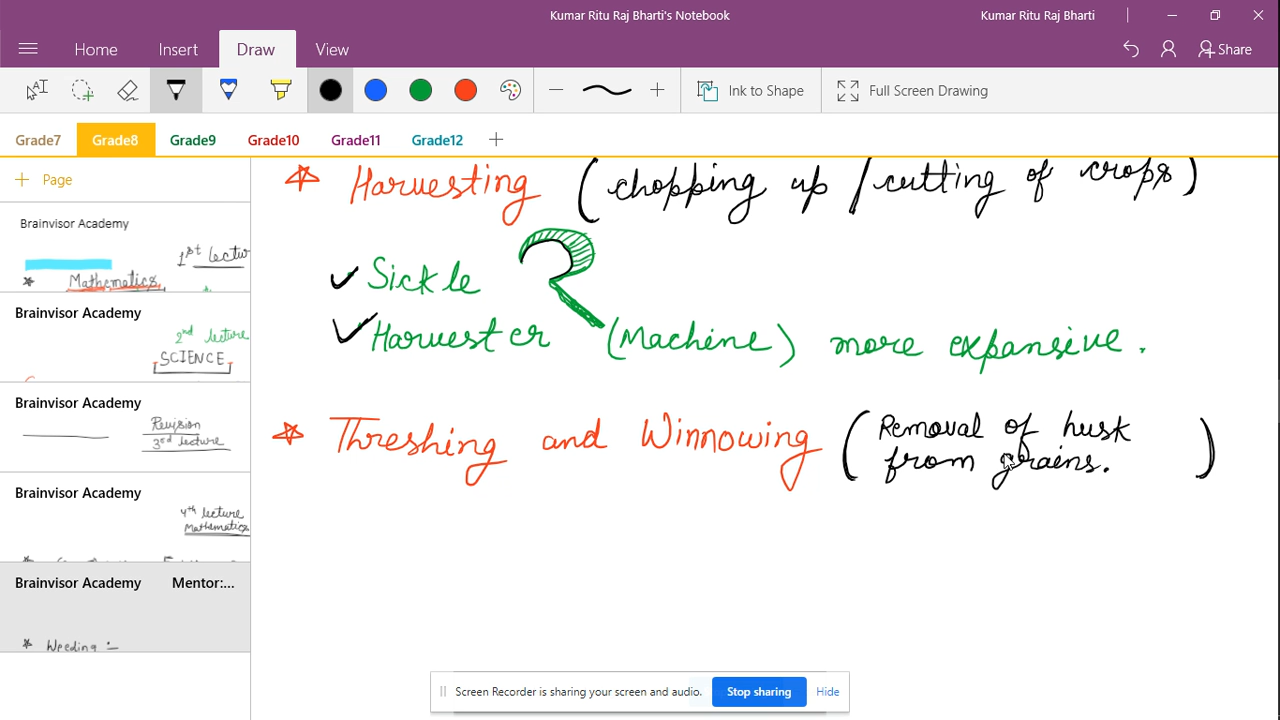 Kumar Ritu Raj Bharti's Notebook
Kumar Ritu Raj Bharti
Home Insert Draw View
Share
Ink to Shape
Full Screen Drawing
Grade7 Grade8 Grade9 Grade10 Grade11 Grade12
Page
Brainvisor Academy
1st lectur
Mathematics
Brainvisor Academy
2nd lecture
SCIENCE
Brainvisor Academy
Revision
3rd lecture
Brainvisor Academy
4th lecture
Mathematics
Brainvisor Academy Mentor:...
* Weeding :-
Harvesting (chopping up / cutting of crops)
✓ Sickle
✓ Harvester (Machine) more expansive.
Threshing and Winnowing (Removal of husk
from grains.)
Screen Recorder is sharing your screen and audio.
Stop sharing
Hide